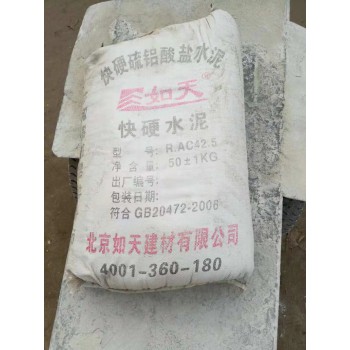 快硬硫铝酸盐水泥
如天
快硬水泥
型号:R.AC42.5
净含量:50±1KG
出厂编号:
包装日期:
符合GB20472-2006
北京如天建材有限公司
4001-360-180